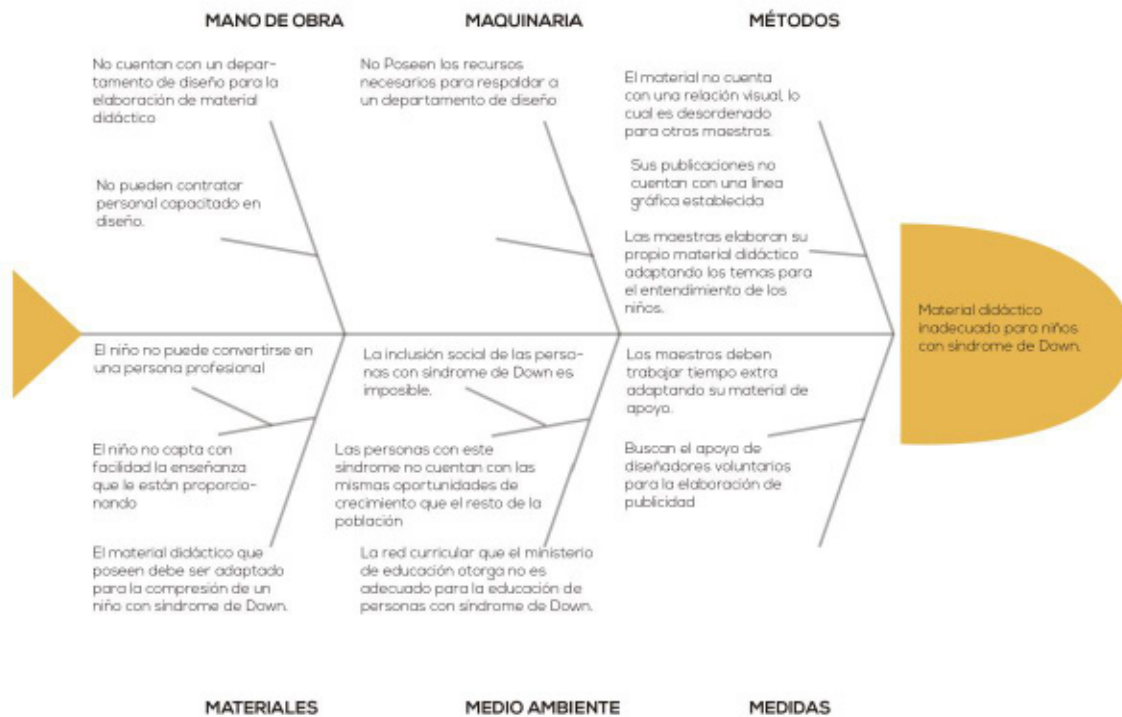 MANO DE OBRA
MAQUINARIA
MÉTODOS
No cuentan con un depar-
tamento de diseño para la
elaboración de material
didáctico
No pueden contratar
personal capacitado en
diseño.
No Poseen los recursos
necesarios para respaldar a
un departamento de diseño
El material no cuenta
con una relación visual, lo
cual es desordenado
para otros maestros.
Sus publicaciones no
cuentan con una línea
gráfica establecida
Las maestras elaboran su
propio material didáctico
adaptando los temas para
el entendimiento de los
niños.
Material didáctico
inadecuado para niños
con síndrome de Down.
El niño no puede convertirse en
una persona profesional
El niño no capta con
facilidad la enseñanza
que le están proporcio-
nando
El material didáctico que
poseen debe ser adaptado
para la compresión de un
niño con síndrome de Down.
La inclusión social de las perso-
nas con síndrome de Down es
imposible.
Las personas con este
síndrome no cuentan con las
mismas oportunidades de
crecimiento que el resto de la
población
La red curricular que el ministerio
de educación otorga no es
adecuado para la educación de
personas con síndrome de Down.
Los maestros deben
trabajar tiempo extra
adaptando su material de
apoyo.
Buscan el apoyo de
diseñadores voluntarios
para la elaboración de
publicidad
MATERIALES
MEDIO AMBIENTE
MEDIDAS